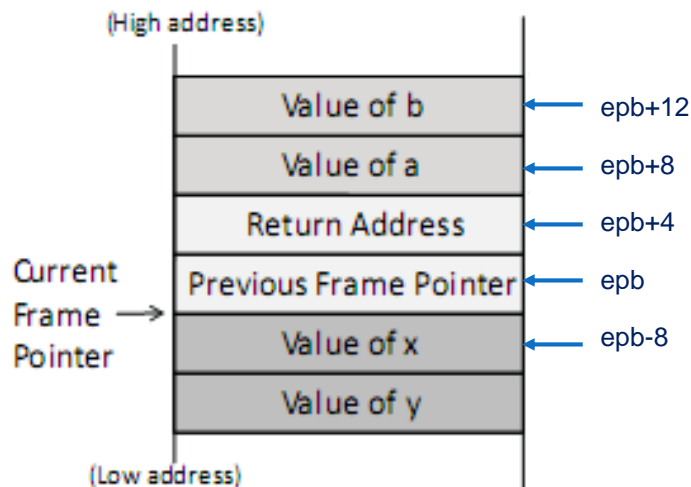 (High address)
Value of b
epb+12
Value of a
epb+8
Return Address
epb+4
Current
Frame
Pointer
Previous Frame Pointer
epb
Value of x
epb-8
Value of y
(Low address)